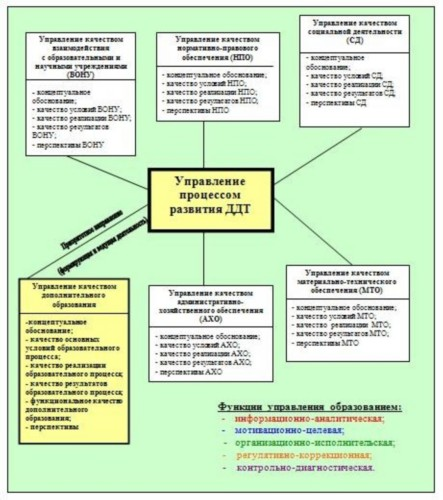 Управление качеством
взаимодействия
с образовательными и
научными учреждениями
(ВОНУ)
- концептуальное
обоснование;
- качество условий ВОНУ;
- качество реализации ВОНУ;
- качество результатов
ВОНУ;
- перспективы ВОНУ
Управление качеством
нормативно-правового
обеспечения (НПО)
- концептуальное обоснование;
- качество условий НПО;
- качество реализации НПО;
- качество результатов НПО;
- перспективы НПО
Управление качеством
социальной деятельности
(СД)
- концептуальное
обоснование;
- качество условий СД;
- качество реализации СД;
- качество результатов СД;
- перспективы СД
Управление
процессом
развития ДДТ
Приоритетное направление
(формирующая и ведущая деятельность)
Управление качеством
дополнительного
образования
-концептуальное
обоснование;
- качество основных
условий образовательного
процесса;
- качество реализации
образовательного процесса;
- качество результатов
образовательного процесса;
- функциональное качество
дополнительного
образования;
- перспективы
Управление качеством
административно-
хозяйственного обеспечения
(АХО)
- концептуальное обоснование;
- качество условий АХО;
- качество реализации АХО;
- качество результатов АХО;
- перспективы АХО
Управление качеством
материально-технического
обеспечения (МТО)
- концептуальное обоснование;
- качество условий МТО;
- качество реализации МТО;
- качество результатов МТО;
- перспективы МТО
Функции управления образованием:
- информационно-аналитическая;
- мотивационно-целевая;
- организационно-исполнительская;
- регулятивно-коррекционная;
- контрольно-диагностическая.